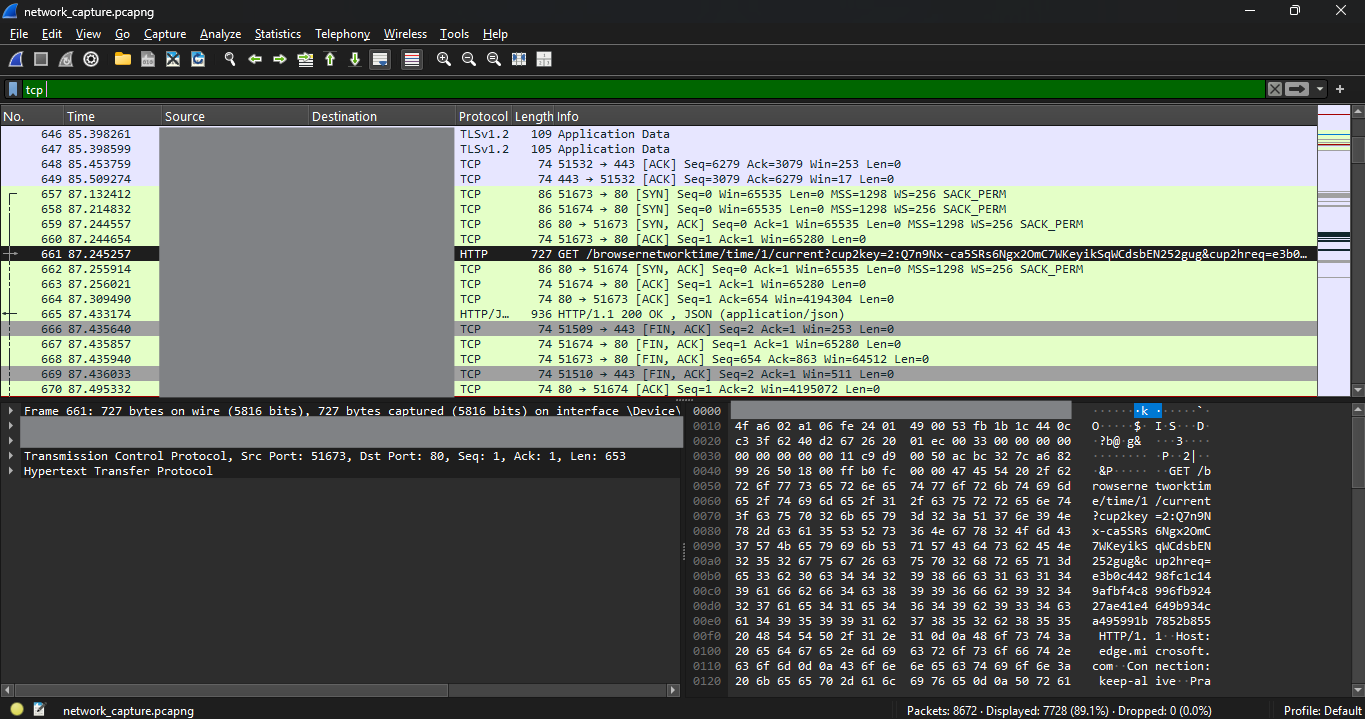 network_capture.pcapng
File Edit View Go Capture Analyze Statistics Telephony Wireless Tools Help
tcp
No. Time Source Destination Protocol Length Info
646 85.398261 TLSv1.2 109 Application Data
647 85.398599 TLSv1.2 105 Application Data
648 85.453759 TCP 74 51532 → 443 [ACK] Seq=6279 Ack=3079 Win=253 Len=0
649 85.509274 TCP 74 443 → 51532 [ACK] Seq=3079 Ack=6279 Win=17 Len=0
657 87.132412 TCP 86 51673 → 80 [SYN] Seq=0 Win=65535 Len=0 MSS=1298 WS=256 SACK_PERM
658 87.214832 TCP 86 51674 → 80 [SYN] Seq=0 Win=65535 Len=0 MSS=1298 WS=256 SACK_PERM
659 87.244557 TCP 86 80 → 51673 [SYN, ACK] Seq=0 Ack=1 Win=65535 Len=0 MSS=1298 WS=256 SACK_PERM
660 87.244654 TCP 74 51673 → 80 [ACK] Seq=1 Ack=1 Win=65280 Len=0
661 87.245257 HTTP 727 GET /browsernetworktime/time/1/current?cup2key=2:Q7n9Nx-ca5SRs6Ngx2OmC7WKeyikSqWCdsbEN252gug&cup2hreq=e3b0…
662 87.255914 TCP 86 80 → 51674 [SYN, ACK] Seq=0 Ack=1 Win=65535 Len=0 MSS=1298 WS=256 SACK_PERM
663 87.256021 TCP 74 51674 → 80 [ACK] Seq=1 Ack=1 Win=65280 Len=0
664 87.309490 TCP 74 80 → 51673 [ACK] Seq=1 Ack=654 Win=4194304 Len=0
665 87.433174 HTTP/J… 936 HTTP/1.1 200 OK , JSON (application/json)
666 87.435640 TCP 74 51509 → 443 [FIN, ACK] Seq=2 Ack=1 Win=253 Len=0
667 87.435857 TCP 74 51674 → 80 [FIN, ACK] Seq=1 Ack=1 Win=65280 Len=0
668 87.435940 TCP 74 51673 → 80 [FIN, ACK] Seq=654 Ack=863 Win=64512 Len=0
669 87.436033 TCP 74 51510 → 443 [FIN, ACK] Seq=2 Ack=1 Win=511 Len=0
670 87.495332 TCP 74 80 → 51674 [ACK] Seq=1 Ack=2 Win=4195072 Len=0
Frame 661: 727 bytes on wire (5816 bits), 727 bytes captured (5816 bits) on interface \Device\
Transmission Control Protocol, Src Port: 51673, Dst Port: 80, Seq: 1, Ack: 1, Len: 653
Hypertext Transfer Protocol
0000 ······ ·k ·····`·
0010 4f a6 02 a1 06 fe 24 01 49 00 53 fb 1b 1c 44 0c O·····$· I·S···D·
0020 c3 3f 62 40 d2 67 26 20 01 ec 00 33 00 00 00 00 ·?b@·g& ···3····
0030 00 00 00 00 00 11 c9 d9 00 50 ac bc 32 7c a6 82 ········ ·P··2|··
0040 99 26 50 18 00 ff b0 fc 00 00 47 45 54 20 2f 62 ·&P····· ··GET /b
0050 72 6f 77 73 65 72 6e 65 74 77 6f 72 6b 74 69 6d rowserne tworktim
0060 65 2f 74 69 6d 65 2f 31 2f 63 75 72 72 65 6e 74 e/time/1 /current
0070 3f 63 75 70 32 6b 65 79 3d 32 3a 51 37 6e 39 4e ?cup2key =2:Q7n9N
0080 78 2d 63 61 35 53 52 73 36 4e 67 78 32 4f 6d 43 x-ca5SRs 6Ngx2OmC
0090 37 57 4b 65 79 69 6b 53 71 57 43 64 73 62 45 4e 7WKeyikS qWCdsbEN
00a0 32 35 32 67 75 67 26 63 75 70 32 68 72 65 71 3d 252gug&c up2hreq=
00b0 65 33 62 30 63 34 34 32 39 38 66 63 31 63 31 34 e3b0c442 98fc1c14
00c0 39 61 66 62 66 34 63 38 39 39 36 66 62 39 32 34 9afbf4c8 996fb924
00d0 32 37 61 65 34 31 65 34 36 34 39 62 39 33 34 63 27ae41e4 649b934c
00e0 61 34 39 35 39 39 31 62 37 38 35 32 62 38 35 35 a495991b 7852b855
00f0 20 48 54 54 50 2f 31 2e 31 0d 0a 48 6f 73 74 3a HTTP/1. 1··Host:
0100 20 65 64 67 65 2e 6d 69 63 72 6f 73 6f 66 74 2e edge.mi crosoft.
0110 63 6f 6d 0d 0a 43 6f 6e 6e 65 63 74 69 6f 6e 3a com··Con nection:
0120 20 6b 65 65 70 2d 61 6c 69 76 65 0d 0a 50 72 61 keep-al ive··Pra
network_capture.pcapng Packets: 8672 · Displayed: 7728 (89.1%) · Dropped: 0 (0.0%) Profile: Default